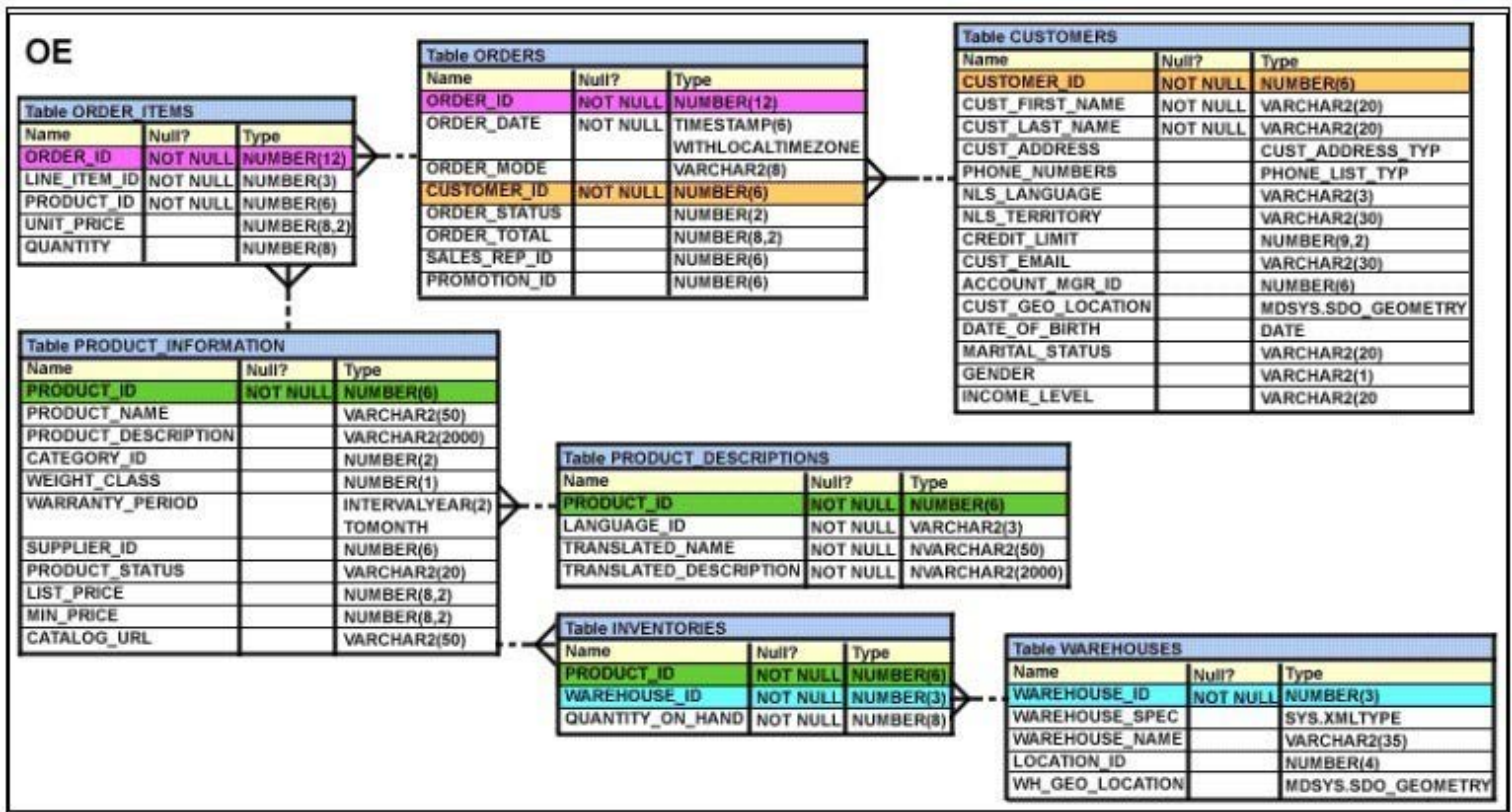 OE
Table ORDER_ITEMS
Name Null? Type
ORDER_ID NOT NULL NUMBER(12)
LINE_ITEM_ID NOT NULL NUMBER(3)
PRODUCT_ID NOT NULL NUMBER(6)
UNIT_PRICE NUMBER(8,2)
QUANTITY NUMBER(8)
Table ORDERS
Name Null? Type
ORDER_ID NOT NULL NUMBER(12)
ORDER_DATE NOT NULL TIMESTAMP(6)
WITHLOCALTIMEZONE
ORDER_MODE VARCHAR2(8)
CUSTOMER_ID NOT NULL NUMBER(6)
ORDER_STATUS NUMBER(2)
ORDER_TOTAL NUMBER(8,2)
SALES_REP_ID NUMBER(6)
PROMOTION_ID NUMBER(6)
Table CUSTOMERS
Name Null? Type
CUSTOMER_ID NOT NULL NUMBER(6)
CUST_FIRST_NAME NOT NULL VARCHAR2(20)
CUST_LAST_NAME NOT NULL VARCHAR2(20)
CUST_ADDRESS CUST_ADDRESS_TYP
PHONE_NUMBERS PHONE_LIST_TYP
NLS_LANGUAGE VARCHAR2(3)
NLS_TERRITORY VARCHAR2(30)
CREDIT_LIMIT NUMBER(9,2)
CUST_EMAIL VARCHAR2(30)
ACCOUNT_MGR_ID NUMBER(6)
CUST_GEO_LOCATION MDSYS.SDO_GEOMETRY
DATE_OF_BIRTH DATE
MARITAL_STATUS VARCHAR2(20)
GENDER VARCHAR2(1)
INCOME_LEVEL VARCHAR2(20
Table PRODUCT_INFORMATION
Name Null? Type
PRODUCT_ID NOT NULL NUMBER(6)
PRODUCT_NAME VARCHAR2(50)
PRODUCT_DESCRIPTION VARCHAR2(2000)
CATEGORY_ID NUMBER(2)
WEIGHT_CLASS NUMBER(1)
WARRANTY_PERIOD INTERVALYEAR(2)
TOMONTH
SUPPLIER_ID NUMBER(6)
PRODUCT_STATUS VARCHAR2(20)
LIST_PRICE NUMBER(8,2)
MIN_PRICE NUMBER(8,2)
CATALOG_URL VARCHAR2(50)
Table PRODUCT_DESCRIPTIONS
Name Null? Type
PRODUCT_ID NOT NULL NUMBER(6)
LANGUAGE_ID NOT NULL VARCHAR2(3)
TRANSLATED_NAME NOT NULL NVARCHAR2(50)
TRANSLATED_DESCRIPTION NOT NULL NVARCHAR2(2000)
Table INVENTORIES
Name Null? Type
PRODUCT_ID NOT NULL NUMBER(6)
WAREHOUSE_ID NOT NULL NUMBER(3)
QUANTITY_ON_HAND NOT NULL NUMBER(8)
Table WAREHOUSES
Name Null? Type
WAREHOUSE_ID NOT NULL NUMBER(3)
WAREHOUSE_SPEC SYS.XMLTYPE
WAREHOUSE_NAME VARCHAR2(35)
LOCATION_ID NUMBER(4)
WH_GEO_LOCATION MDSYS.SDO_GEOMETRY